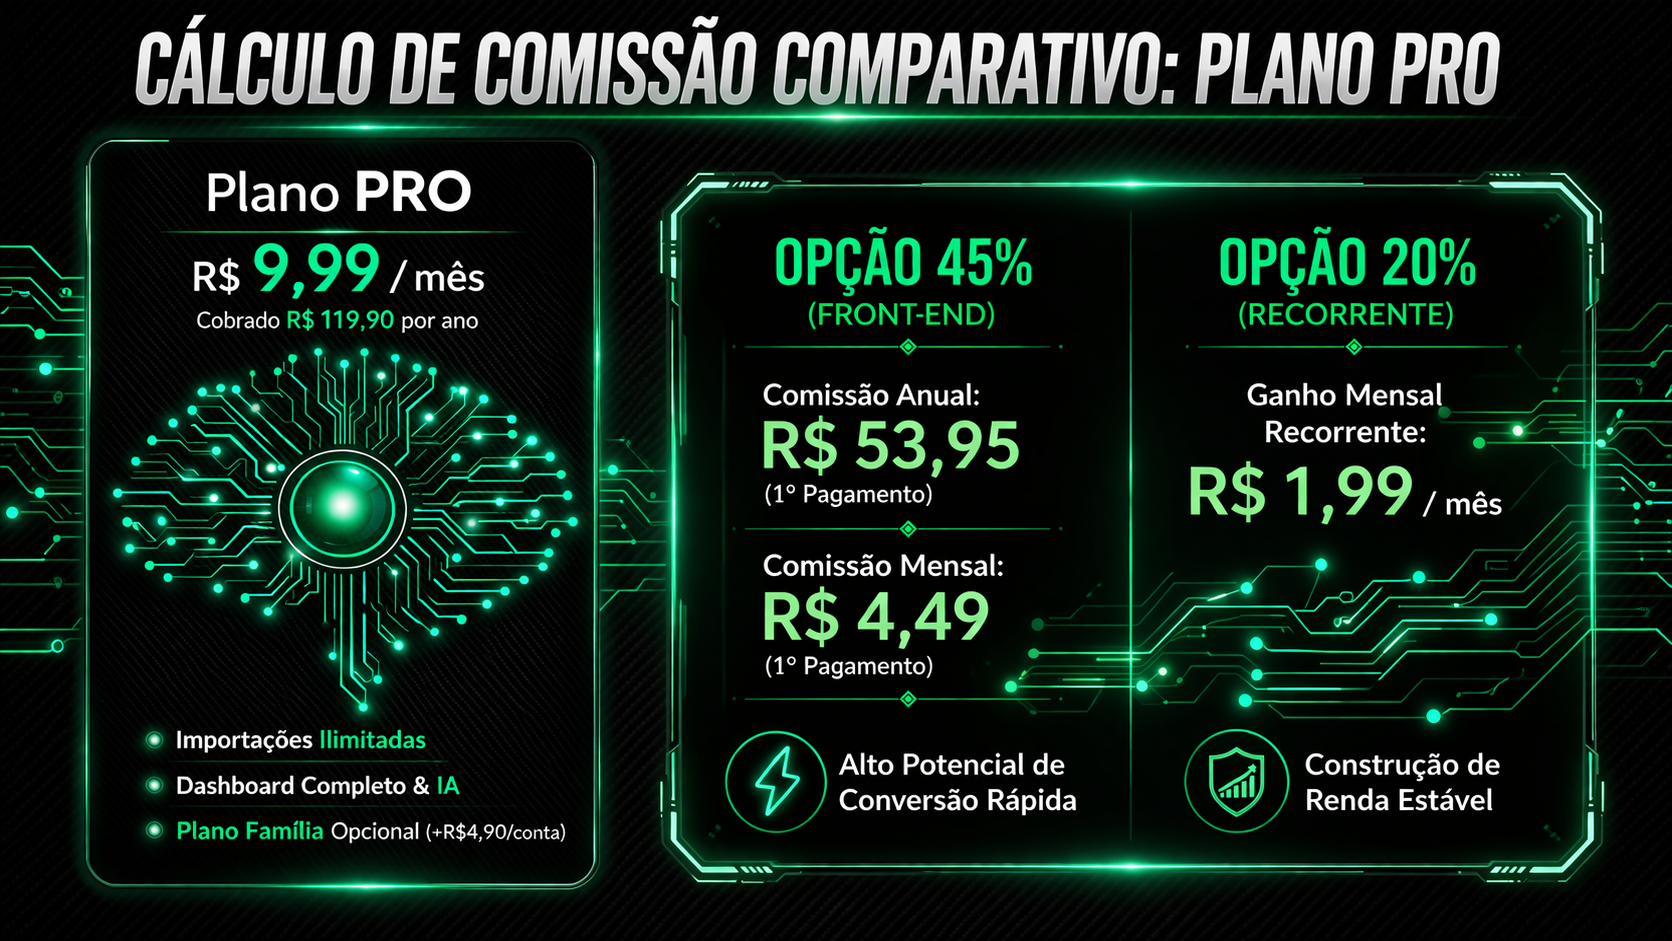 CÁLCULO DE COMISSÃO COMPARATIVO: PLANO PRO
Plano PRO
R$ 9,99 / mês
Cobrado R$ 119,90 por ano
Importações Ilimitadas
Dashboard Completo & IA
Plano Família Opcional (+R$4,90/conta)
OPÇÃO 45%
(FRONT-END)
Comissão Anual:
R$ 53,95
(1° Pagamento)
Comissão Mensal:
R$ 4,49
(1° Pagamento)
Alto Potencial de
Conversão Rápida
OPÇÃO 20%
(RECORRENTE)
Ganho Mensal
Recorrente:
R$ 1,99 / mês
Construção de
Renda Estável